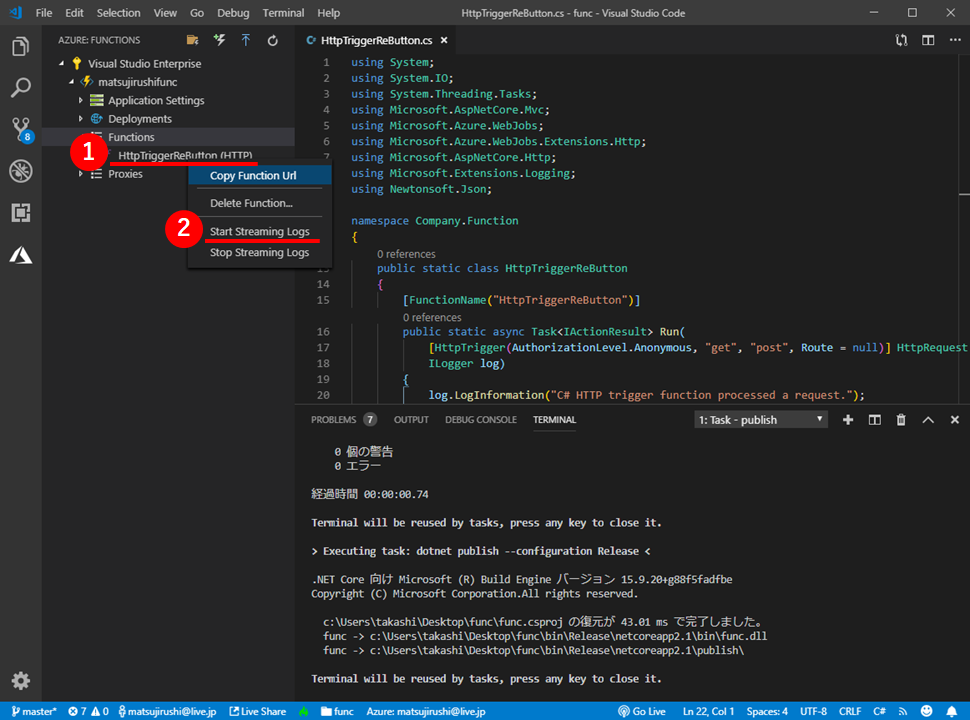 File Edit Selection View Go Debug Terminal Help HttpTriggerReButton.cs - func - Visual Studio Code
AZURE: FUNCTIONS
Visual Studio Enterprise
matsujirushifunc
Application Settings
Deployments
Functions
HttpTriggerReButton (HTTP)
Proxies
8
1
2
Copy Function Url
Delete Function...
Start Streaming Logs
Stop Streaming Logs
HttpTriggerReButton.cs
1 using System;
2 using System.IO;
3 using System.Threading.Tasks;
4 using Microsoft.AspNetCore.Mvc;
5 using Microsoft.Azure.WebJobs;
6 using Microsoft.Azure.WebJobs.Extensions.Http;
7 using Microsoft.AspNetCore.Http;
using Microsoft.Extensions.Logging;
using Newtonsoft.Json;
namespace Company.Function
{
0 references
13 public static class HttpTriggerReButton
14 {
15 [FunctionName("HttpTriggerReButton")]
0 references
16 public static async Task<IActionResult> Run(
17 [HttpTrigger(AuthorizationLevel.Anonymous, "get", "post", Route = null)] HttpRequest
18 ILogger log)
19 {
20 log.LogInformation("C# HTTP trigger function processed a request.");
PROBLEMS 7 OUTPUT DEBUG CONSOLE TERMINAL 1: Task - publish
0 個の警告
0 エラー
経過時間 00:00:00.74
Terminal will be reused by tasks, press any key to close it.
> Executing task: dotnet publish --configuration Release <
.NET Core 向け Microsoft (R) Build Engine バージョン 15.9.20+g88f5fadfbe
Copyright (C) Microsoft Corporation.All rights reserved.
c:\Users\takashi\Desktop\func\func.csproj の復元が 43.01 ms で完了しました。
func -> c:\Users\takashi\Desktop\func\bin\Release\netcoreapp2.1\bin\func.dll
func -> c:\Users\takashi\Desktop\func\bin\Release\netcoreapp2.1\publish\
Terminal will be reused by tasks, press any key to close it.
master* 7 0 matsujirushi@live.jp Live Share func Azure: matsujirushi@live.jp Go Live Ln 22, Col 1 Spaces: 4 UTF-8 CRLF C#